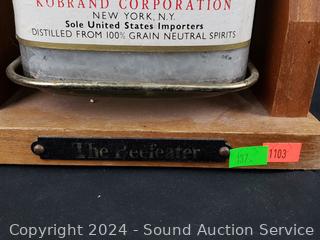 KOBRAND CORPORATION
NEW YORK, N.Y.
Sole United States Importers
DISTILLED FROM 100% GRAIN NEUTRAL SPIRITS
The Beefeater
1103
Copyright 2024 - Sound Auction Service